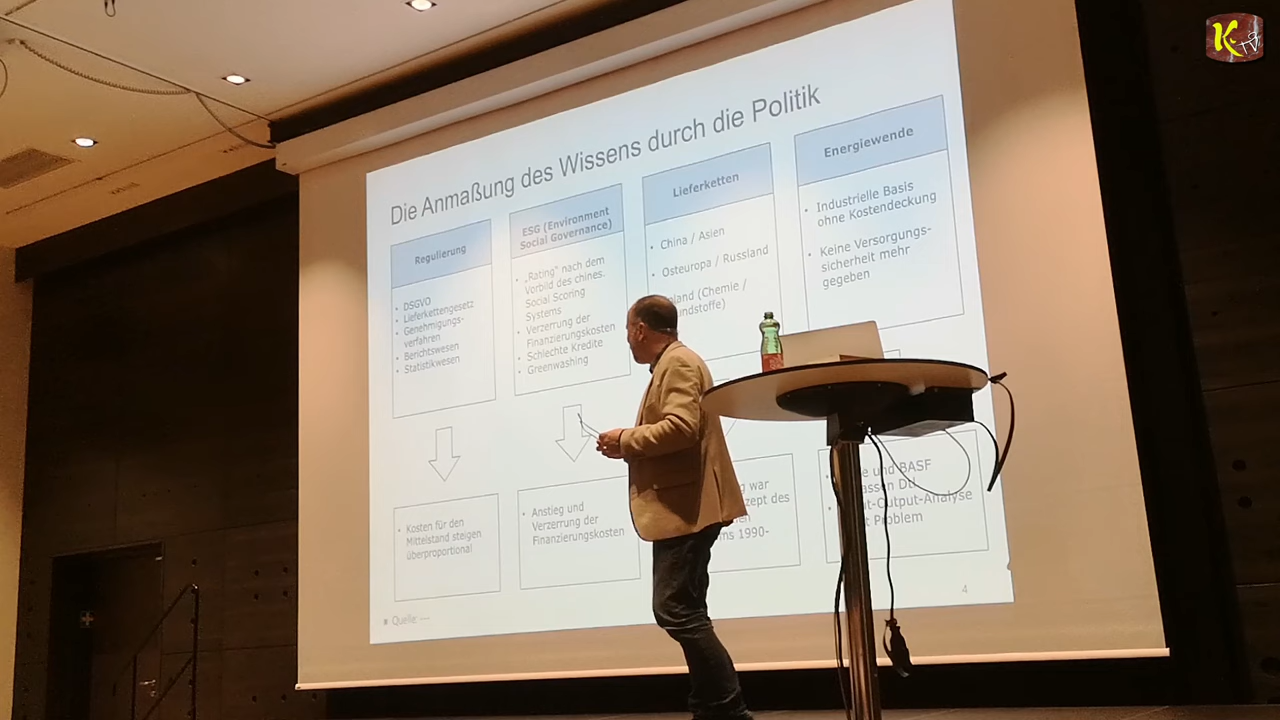 Die Anmaßung des Wissens durch die Politik
Regulierung
• DSGVO
• Lieferkettengesetz
• Genehmigungs-
verfahren
• Berichtswesen
• Statistikwesen
• Kosten für den
Mittelstand steigen
überproportional
ESG (Environment
Social Governance)
• „Rating" nach dem
Vorbild des chines.
Social Scoring
Systems
• Verzerrung der
Finanzierungskosten
• Schlechte Kredite
• Greenwashing
• Anstieg und
Verzerrung der
Finanzierungskosten
Lieferketten
• China / Asien
• Osteuropa / Russland
(Chemie /
war
des
1990-
Energiewende
• Industrielle Basis
ohne Kostendeckung
• Keine Versorgungs-
sicherheit mehr
gegeben
und BASF
-Output-Analyse
Problem
Quelle: ---
4
K